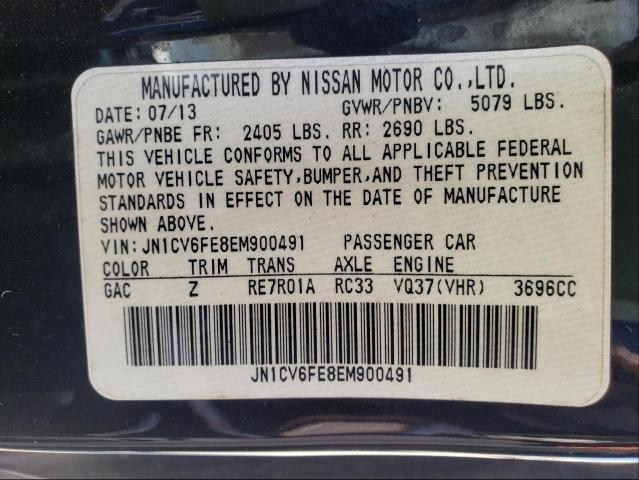 MANUFACTURED BY NISSAN MOTOR CO.,LTD.
DATE: 07/13 GVWR/PNBV: 5079 LBS.
GAWR/PNBE FR: 2405 LBS. RR: 2690 LBS.
THIS VEHICLE CONFORMS TO ALL APPLICABLE FEDERAL
MOTOR VEHICLE SAFETY,BUMPER,AND THEFT PREVENTION
STANDARDS IN EFFECT ON THE DATE OF MANUFACTURE
SHOWN ABOVE.
VIN: JN1CV6FE8EM900491 PASSENGER CAR
COLOR TRIM TRANS AXLE ENGINE
GAC Z RE7R01A RC33 VQ37(VHR) 3696CC
JN1CV6FE8EM900491